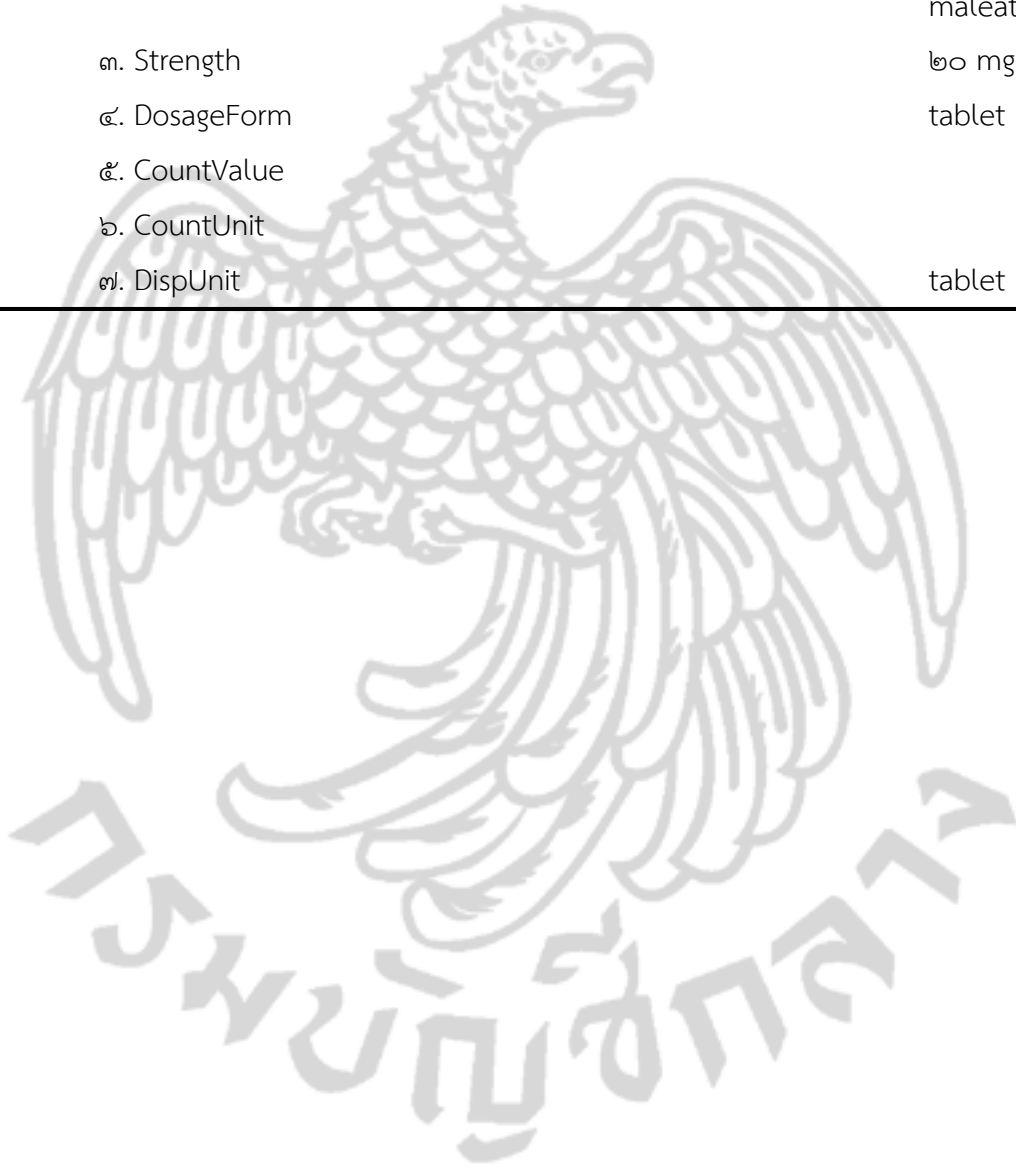 maleat
๓. Strength ๒๐ mg
๔. DosageForm tablet
๕. CountValue
๖. CountUnit
๗. DispUnit tablet
กรมบัญชีกลาง